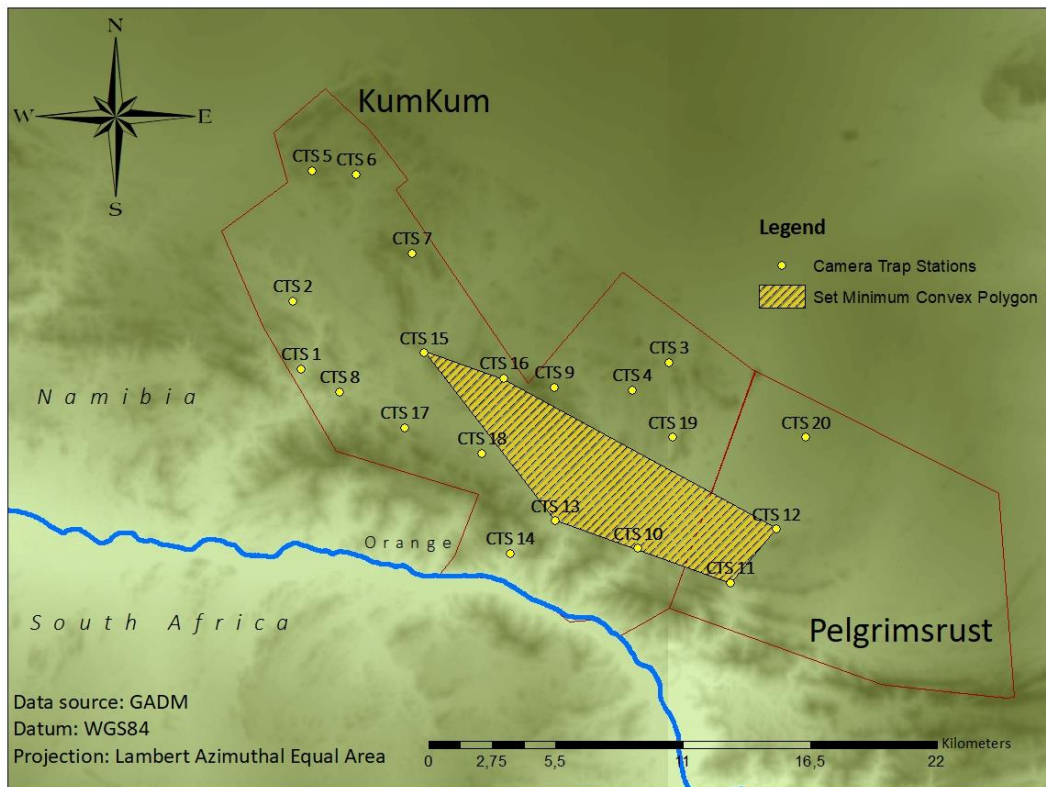 N
W E
S
KumKum
CTS 5
CTS 6
CTS 7
Legend
Camera Trap Stations
Set Minimum Convex Polygon
CTS 2
CTS 15
CTS 16
CTS 3
CTS 1
CTS 8
CTS 9
CTS 4
Namibia
CTS 17
CTS 18
CTS 19
CTS 20
CTS 13
CTS 12
Orange
CTS 14
CTS 10
CTS 11
South Africa
Pelgrimsrust
Data source: GADM
Datum: WGS84
Projection: Lambert Azimuthal Equal Area
Kilometers
0 2,75 5,5 11 16,5 22